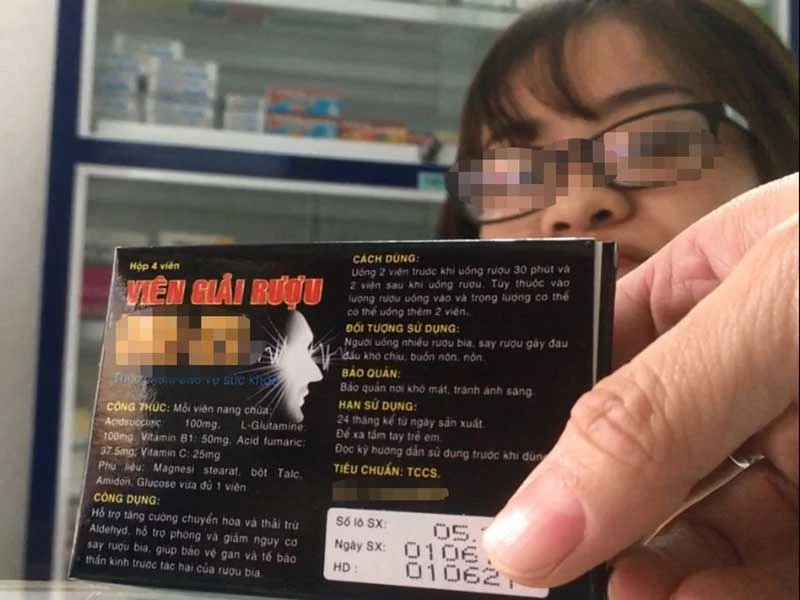 Hộp 4 viên
VIÊN GIẢI RƯỢU
Thực phẩm bảo vệ sức khỏe
CÔNG THỨC: Mỗi viên nang chứa:
Acidsuccinic: 100mg, L-Glutamine:
100mg, Vitamin B1: 50mg, Acid fumaric:
37.5mg; Vitamin C: 25mg
Phụ liệu: Magnesi stearat, bột Talc,
Amidon, Glucose vừa đủ 1 viên
CÔNG DỤNG:
Hỗ trợ tăng cường chuyển hóa và thải trừ
Aldehyd, hỗ trợ phòng và giảm nguy cơ
say rượu bia, giúp bảo vệ gan và tế bào
thần kinh trước tác hại của rượu bia.
CÁCH DÙNG:
Uống 2 viên trước khi uống rượu 30 phút và
2 viên sau khi uống rượu. Tùy thuộc vào
lượng rượu uống vào và trọng lượng cơ thể
có thể uống thêm 2 viên.
ĐỐI TƯỢNG SỬ DỤNG:
Người uống nhiều rượu bia, say rượu gây đau
đầu khó chịu, buồn nôn, nôn.
BẢO QUẢN:
Bảo quản nơi khô mát, tránh ánh sáng.
HẠN SỬ DỤNG:
24 tháng kể từ ngày sản xuất.
Để xa tầm tay trẻ em.
Đọc kỹ hướng dẫn sử dụng trước khi dùng
TIÊU CHUẨN: TCCS.
Số lô SX: 05.
Ngày SX: 0106
HD: 010621